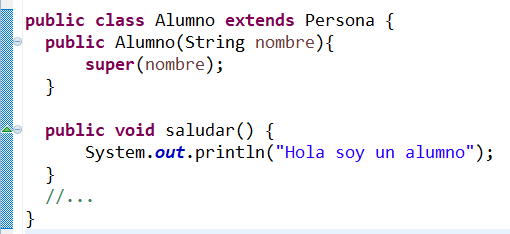 public class Alumno extends Persona {
public Alumno(String nombre){
super(nombre);
}
public void saludar() {
System.out.println("Hola soy un alumno");
}
//...
}